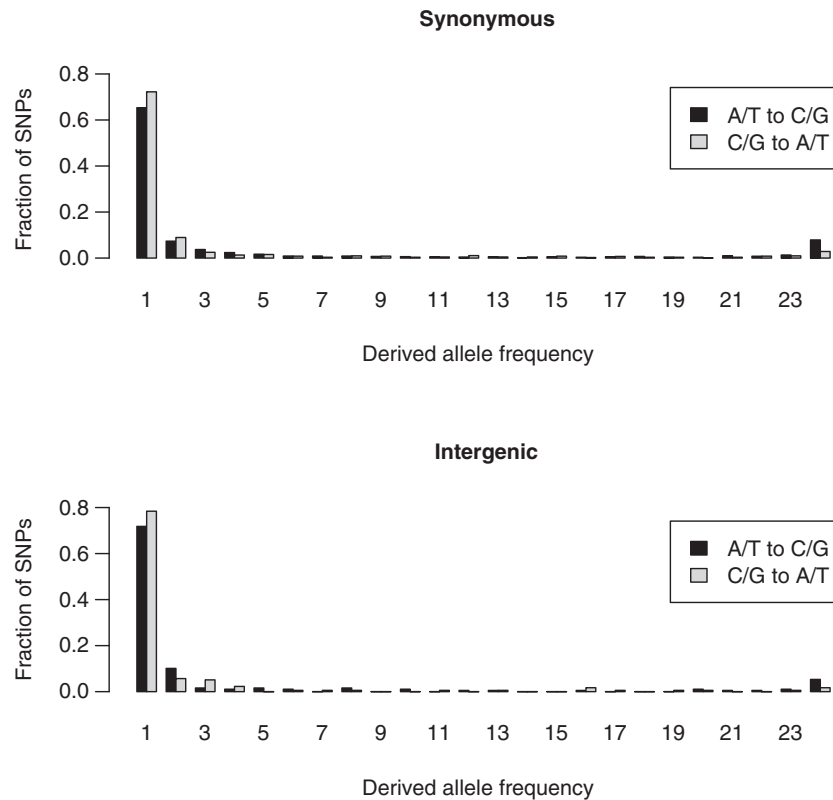 Synonymous
Fraction of SNPs
0.8
0.6
0.4
0.2
0.0
A/T to C/G
C/G to A/T
1 3 5 7 9 11 13 15 17 19 21 23
Derived allele frequency
Intergenic
Fraction of SNPs
0.8
0.6
0.4
0.2
0.0
A/T to C/G
C/G to A/T
1 3 5 7 9 11 13 15 17 19 21 23
Derived allele frequency